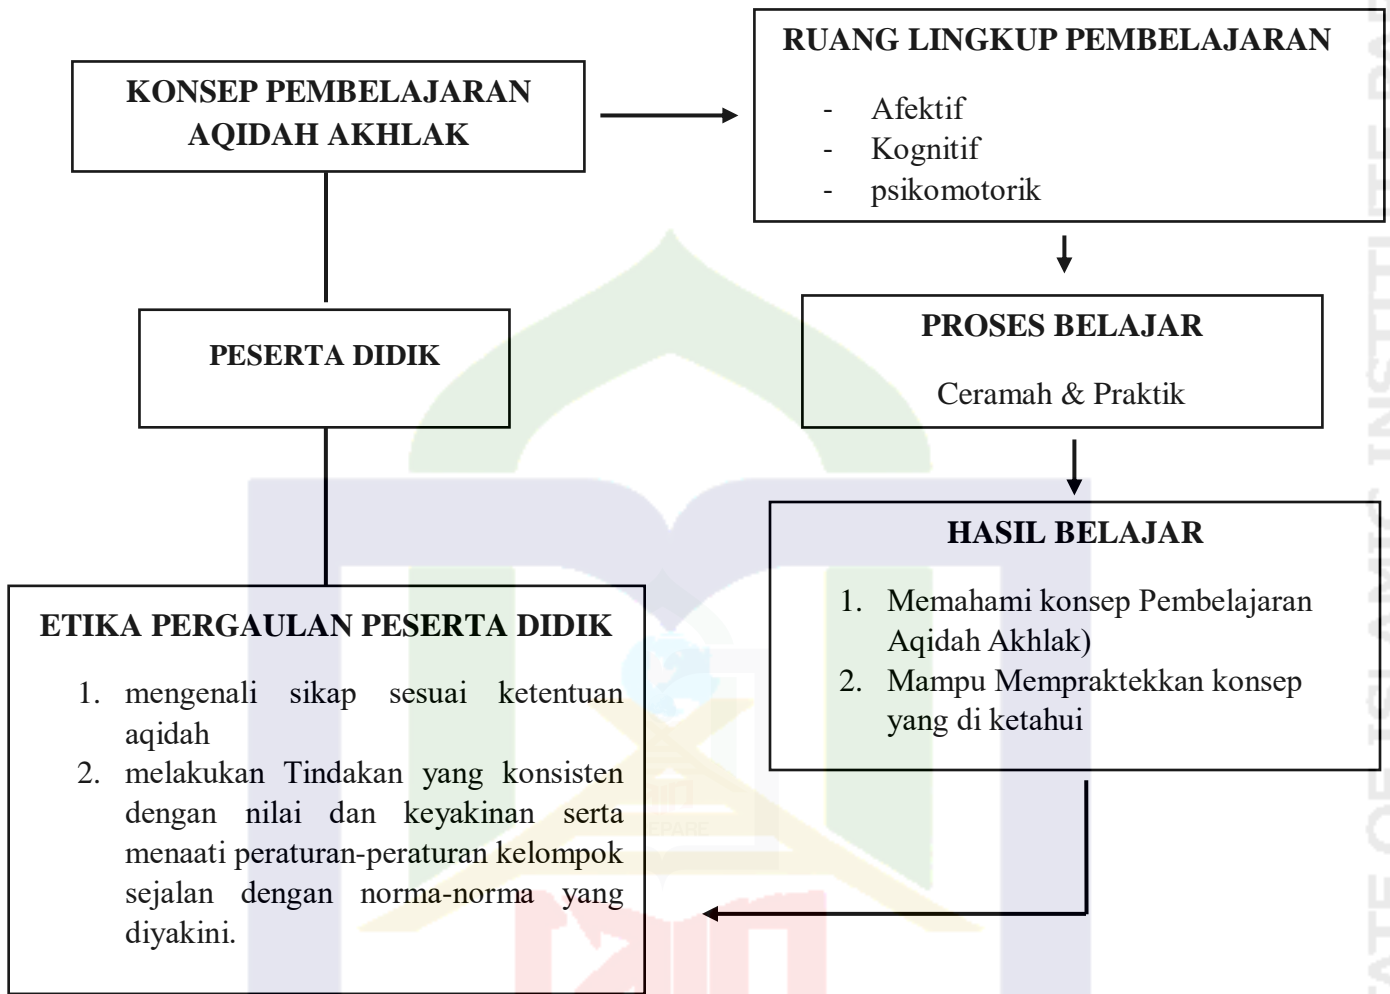 KONSEP PEMBELAJARAN
AQIDAH AKHLAK
RUANG LINGKUP PEMBELAJARAN
- Afektif
- Kognitif
- psikomotorik
PESERTA DIDIK
PROSES BELAJAR
Ceramah & Praktik
HASIL BELAJAR
1. Memahami konsep Pembelajaran
Aqidah Akhlak)
2. Mampu Mempraktekkan konsep
yang di ketahui
ETIKA PERGAULAN PESERTA DIDIK
1. mengenali sikap sesuai ketentuan
aqidah
2. melakukan Tindakan yang konsisten
dengan nilai dan keyakinan serta
menaati peraturan-peraturan kelompok
sejalan dengan norma-norma yang
diyakini.